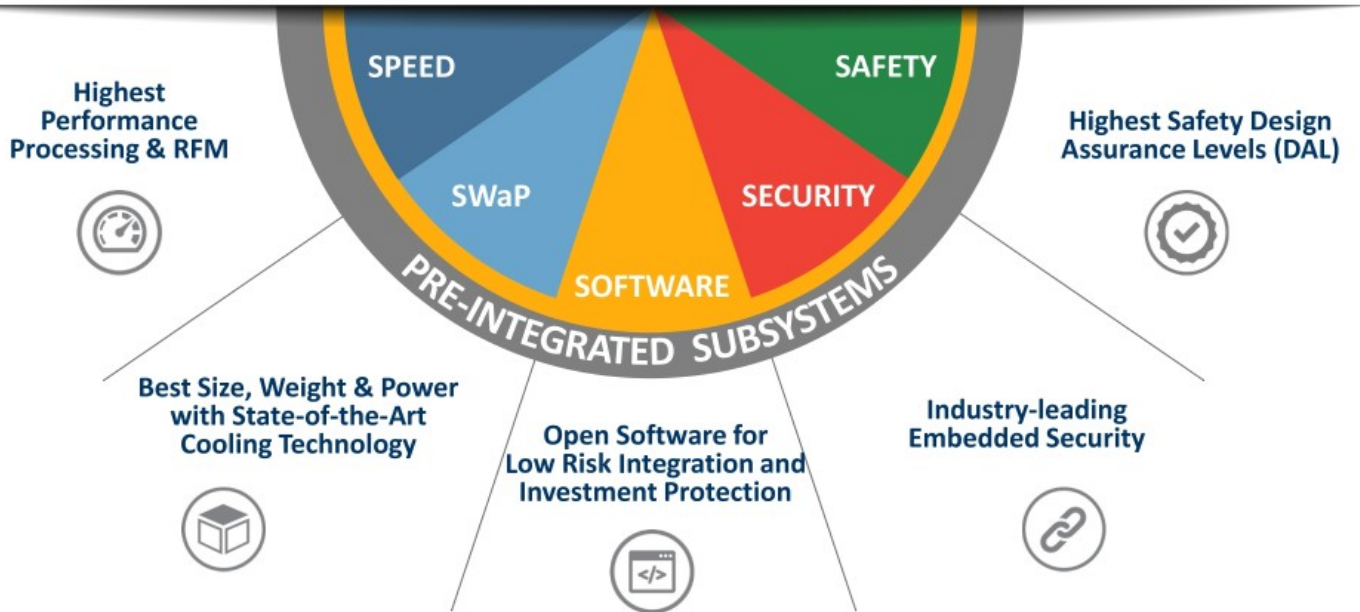 SPEED
SWaP
SOFTWARE
SECURITY
SAFETY
PRE-INTEGRATED SUBSYSTEMS
Highest
Performance
Processing & RFM
Best Size, Weight & Power
with State-of-the-Art
Cooling Technology
Open Software for
Low Risk Integration and
Investment Protection
</>
Industry-leading
Embedded Security
Highest Safety Design
Assurance Levels (DAL)